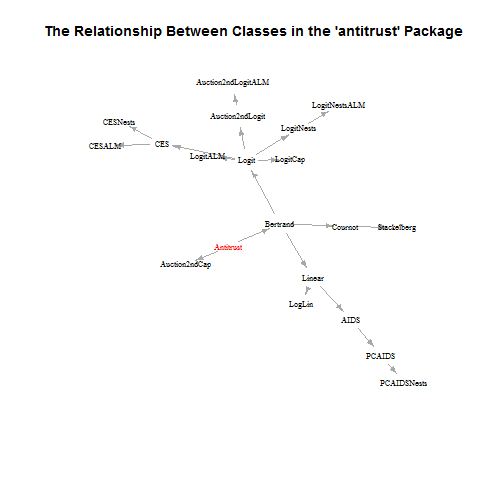 The Relationship Between Classes in the 'antitrust' Package
Auction2ndLogitALM
LogitNestsALM
Auction2ndLogit
CESNests
LogitNests
CESALM
CES
LogitALM
Logit
LogitCap
Bertrand
Cournot
Stackelberg
Antitrust
Auction2ndCap
Linear
LogLin
AIDS
PCAIDS
PCAIDSNests